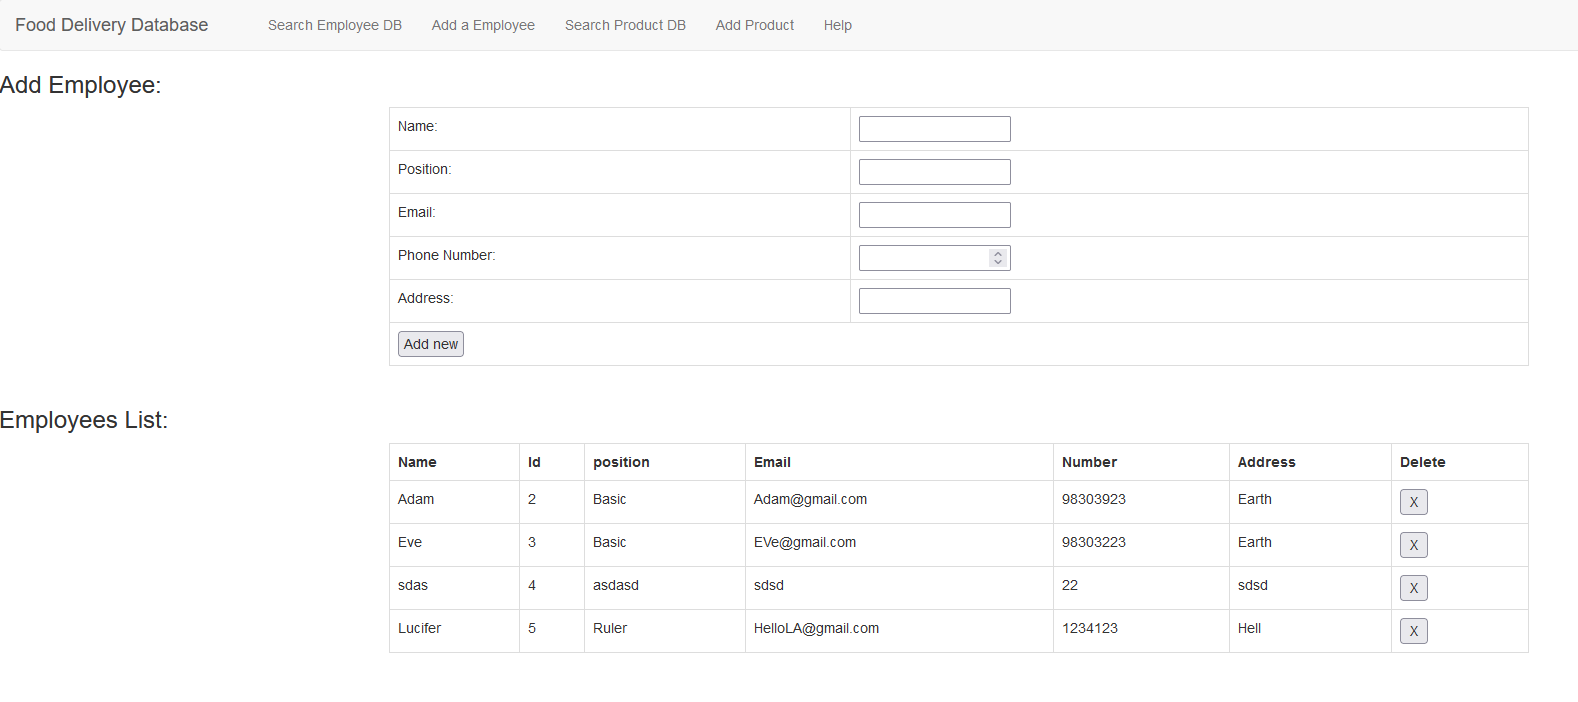 Food Delivery Database Search Employee DB Add a Employee Search Product DB Add Product Help
Add Employee:
Name:
Position:
Email:
Phone Number:
Address:
Add new
Employees List:
Name Id position Email Number Address Delete
Adam 2 Basic Adam@gmail.com 98303923 Earth X
Eve 3 Basic EVe@gmail.com 98303223 Earth X
sdas 4 asdasd sdsd 22 sdsd X
Lucifer 5 Ruler HelloLA@gmail.com 1234123 Hell X